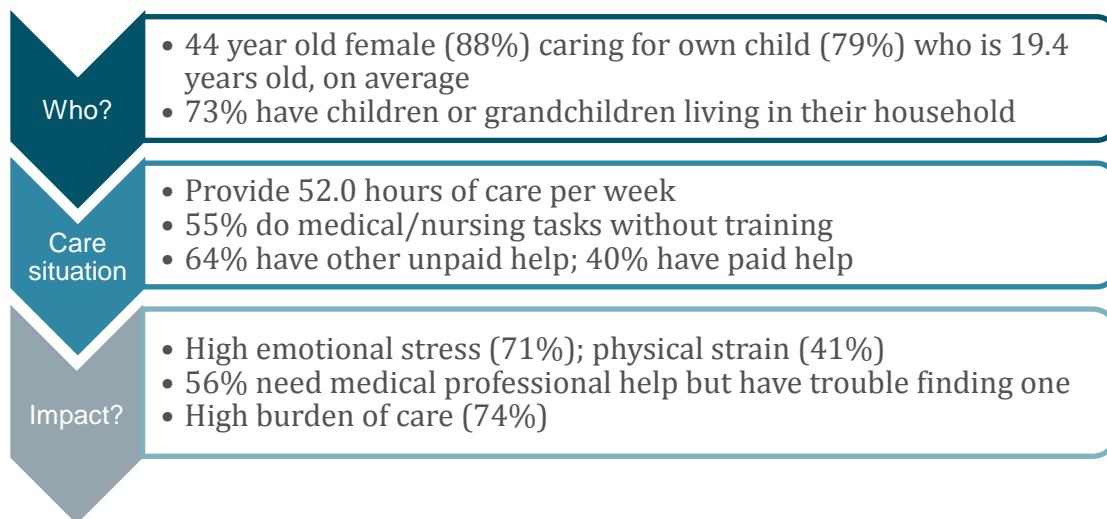 Who?
• 44 year old female (88%) caring for own child (79%) who is 19.4
years old, on average
• 73% have children or grandchildren living in their household
Care
situation
• Provide 52.0 hours of care per week
• 55% do medical/nursing tasks without training
• 64% have other unpaid help; 40% have paid help
Impact?
• High emotional stress (71%); physical strain (41%)
• 56% need medical professional help but have trouble finding one
• High burden of care (74%)